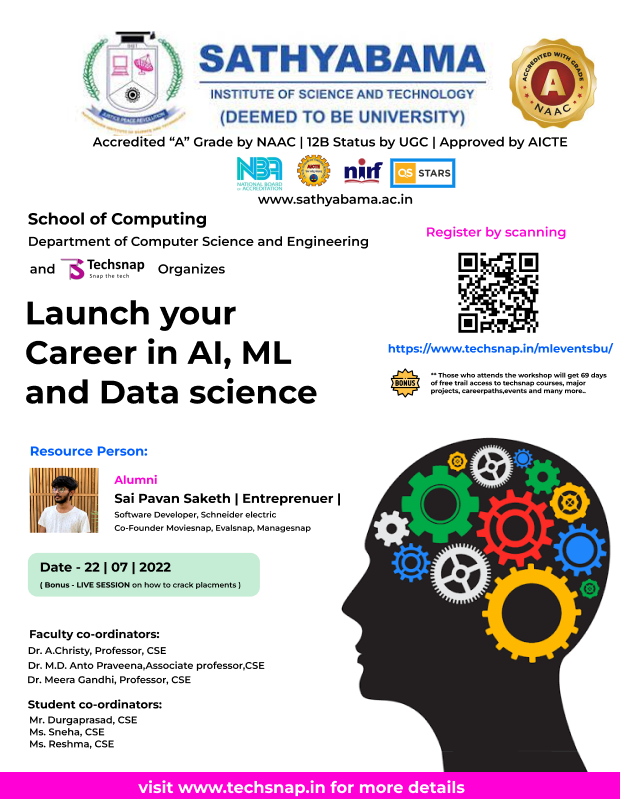 SIST
JUSTICE PEACE REVOLUTION
SATHYABAMA
INSTITUTE OF SCIENCE AND TECHNOLOGY
(DEEMED TO BE UNIVERSITY)
ACCREDITED WITH GRADE
A
NAAC
Accredited “A” Grade by NAAC | 12B Status by UGC | Approved by AICTE
NBA
NATIONAL BOARD
of ACCREDITATION
AICTE
nirf
QS STARS
www.sathyabama.ac.in
School of Computing
Department of Computer Science and Engineering
and Techsnap Organizes
Snap the tech
Register by scanning
https://www.techsnap.in/mleventsbu/
Launch your
Career in AI, ML
and Data science
BONUS
** Those who attends the workshop will get 69 days
of free trail access to techsnap courses, major
projects, careerpaths,events and many more..
Resource Person:
Alumni
Sai Pavan Saketh | Entreprenuer |
Software Developer, Schneider electric
Co-Founder Moviesnap, Evalsnap, Managesnap
Date - 22 | 07 | 2022
( Bonus - LIVE SESSION on how to crack placments )
Faculty co-ordinators:
Dr. A.Christy, Professor, CSE
Dr. M.D. Anto Praveena,Associate professor,CSE
Dr. Meera Gandhi, Professor, CSE
Student co-ordinators:
Mr. Durgaprasad, CSE
Ms. Sneha, CSE
Ms. Reshma, CSE
visit www.techsnap.in for more details